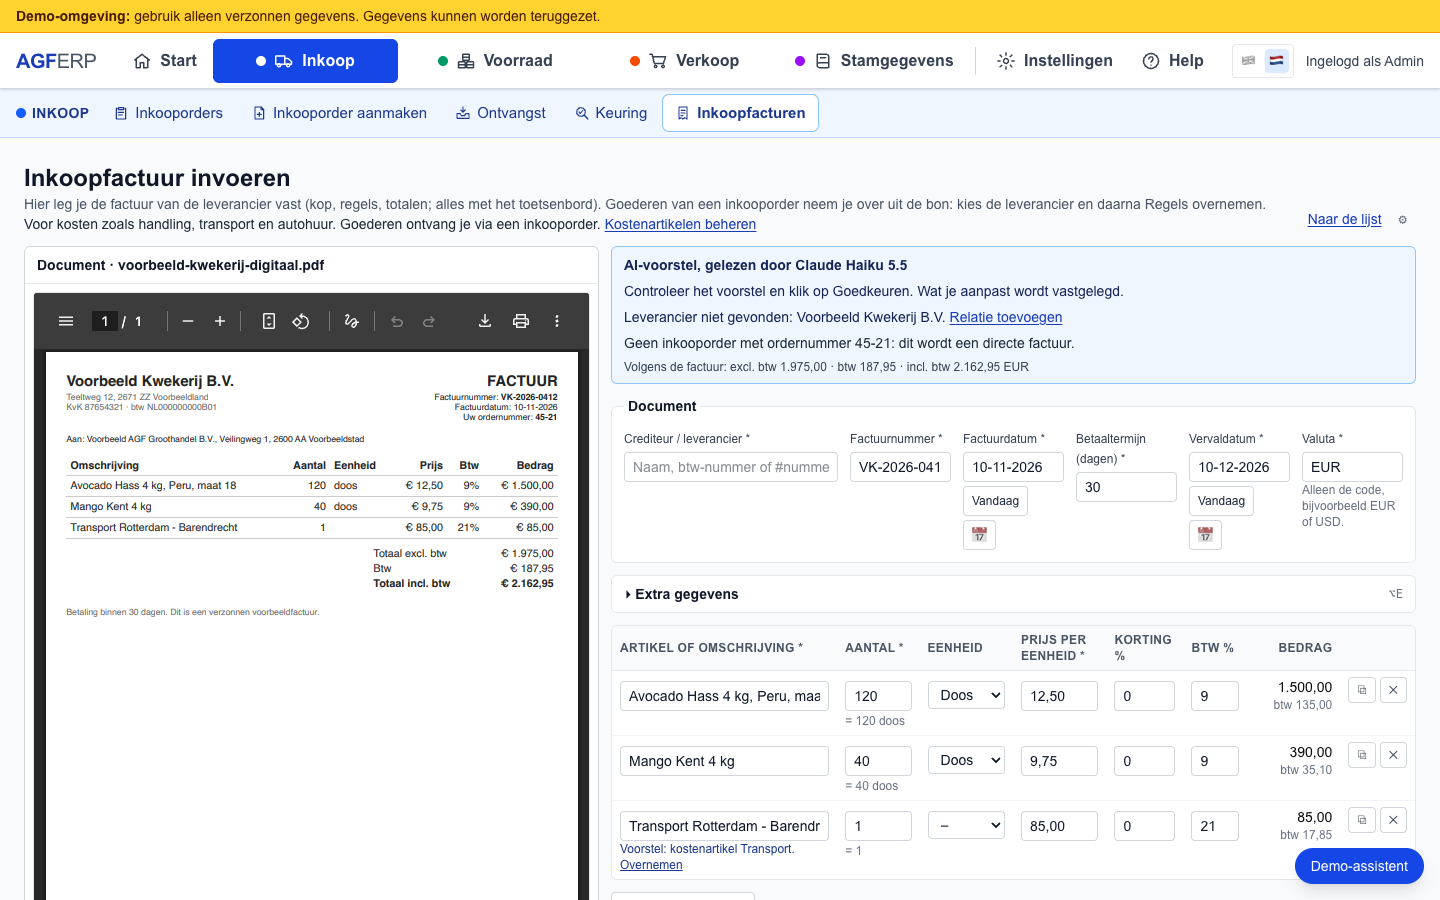 Demo-omgeving: gebruik alleen verzonnen gegevens. Gegevens kunnen worden teruggezet.
AGFERP
Start
Inkoop
Voorraad
Verkoop
Stamgegevens
Instellingen
Help
Ingelogd als Admin
INKOOP
Inkooporders
Inkooporder aanmaken
Ontvangst
Keuring
Inkoopfacturen
Inkoopfactuur invoeren
Hier leg je de factuur van de leverancier vast (kop, regels, totalen; alles met het toetsenbord). Goederen van een inkooporder neem je over uit de bon: kies de leverancier en daarna Regels overnemen.
Voor kosten zoals handling, transport en autohuur. Goederen ontvang je via een inkooporder. Kostenartikelen beheren
Naar de lijst
Document · voorbeeld-kwekerij-digitaal.pdf
1 / 1
Voorbeeld Kwekerij B.V.
FACTUUR
Teeltweg 12, 2671 ZZ Voorbeeldland
KvK 87654321 · btw NL000000000B01
Factuurnummer: VK-2026-0412
Factuurdatum: 10-11-2026
Uw ordernummer: 45-21
Aan: Voorbeeld AGF Groothandel B.V., Veilingweg 1, 2600 AA Voorbeeldstad
Omschrijving Aantal Eenheid Prijs Btw Bedrag
Avocado Hass 4 kg, Peru, maat 18 120 doos € 12,50 9% € 1.500,00
Mango Kent 4 kg 40 doos € 9,75 9% € 390,00
Transport Rotterdam - Barendrecht 1 € 85,00 21% € 85,00
Totaal excl. btw € 1.975,00
Btw € 187,95
Totaal incl. btw € 2.162,95
Betaling binnen 30 dagen. Dit is een verzonnen voorbeeldfactuur.
AI-voorstel, gelezen door Claude Haiku 5.5
Controleer het voorstel en klik op Goedkeuren. Wat je aanpast wordt vastgelegd.
Leverancier niet gevonden: Voorbeeld Kwekerij B.V. Relatie toevoegen
Geen inkooporder met ordernummer 45-21: dit wordt een directe factuur.
Volgens de factuur: excl. btw 1.975,00 · btw 187,95 · incl. btw 2.162,95 EUR
Document
Crediteur / leverancier *
Naam, btw-nummer of #numme
Factuurnummer *
VK-2026-041
Factuurdatum *
10-11-2026
Vandaag
Betaaltermijn
(dagen) *
30
Vervaldatum *
10-12-2026
Vandaag
Valuta *
EUR
Alleen de code,
bijvoorbeeld EUR
of USD.
Extra gegevens
⌥E
ARTIKEL OF OMSCHRIJVING * AANTAL * EENHEID PRIJS PER EENHEID * KORTING % BTW % BEDRAG
Avocado Hass 4 kg, Peru, maa 120 Doos 12,50 0 9 1.500,00
= 120 doos btw 135,00
Mango Kent 4 kg 40 Doos 9,75 0 9 390,00
= 40 doos btw 35,10
Transport Rotterdam - Barendr 1 – 85,00 0 21 85,00
= 1 btw 17,85
Voorstel: kostenartikel Transport.
Overnemen
Demo-assistent